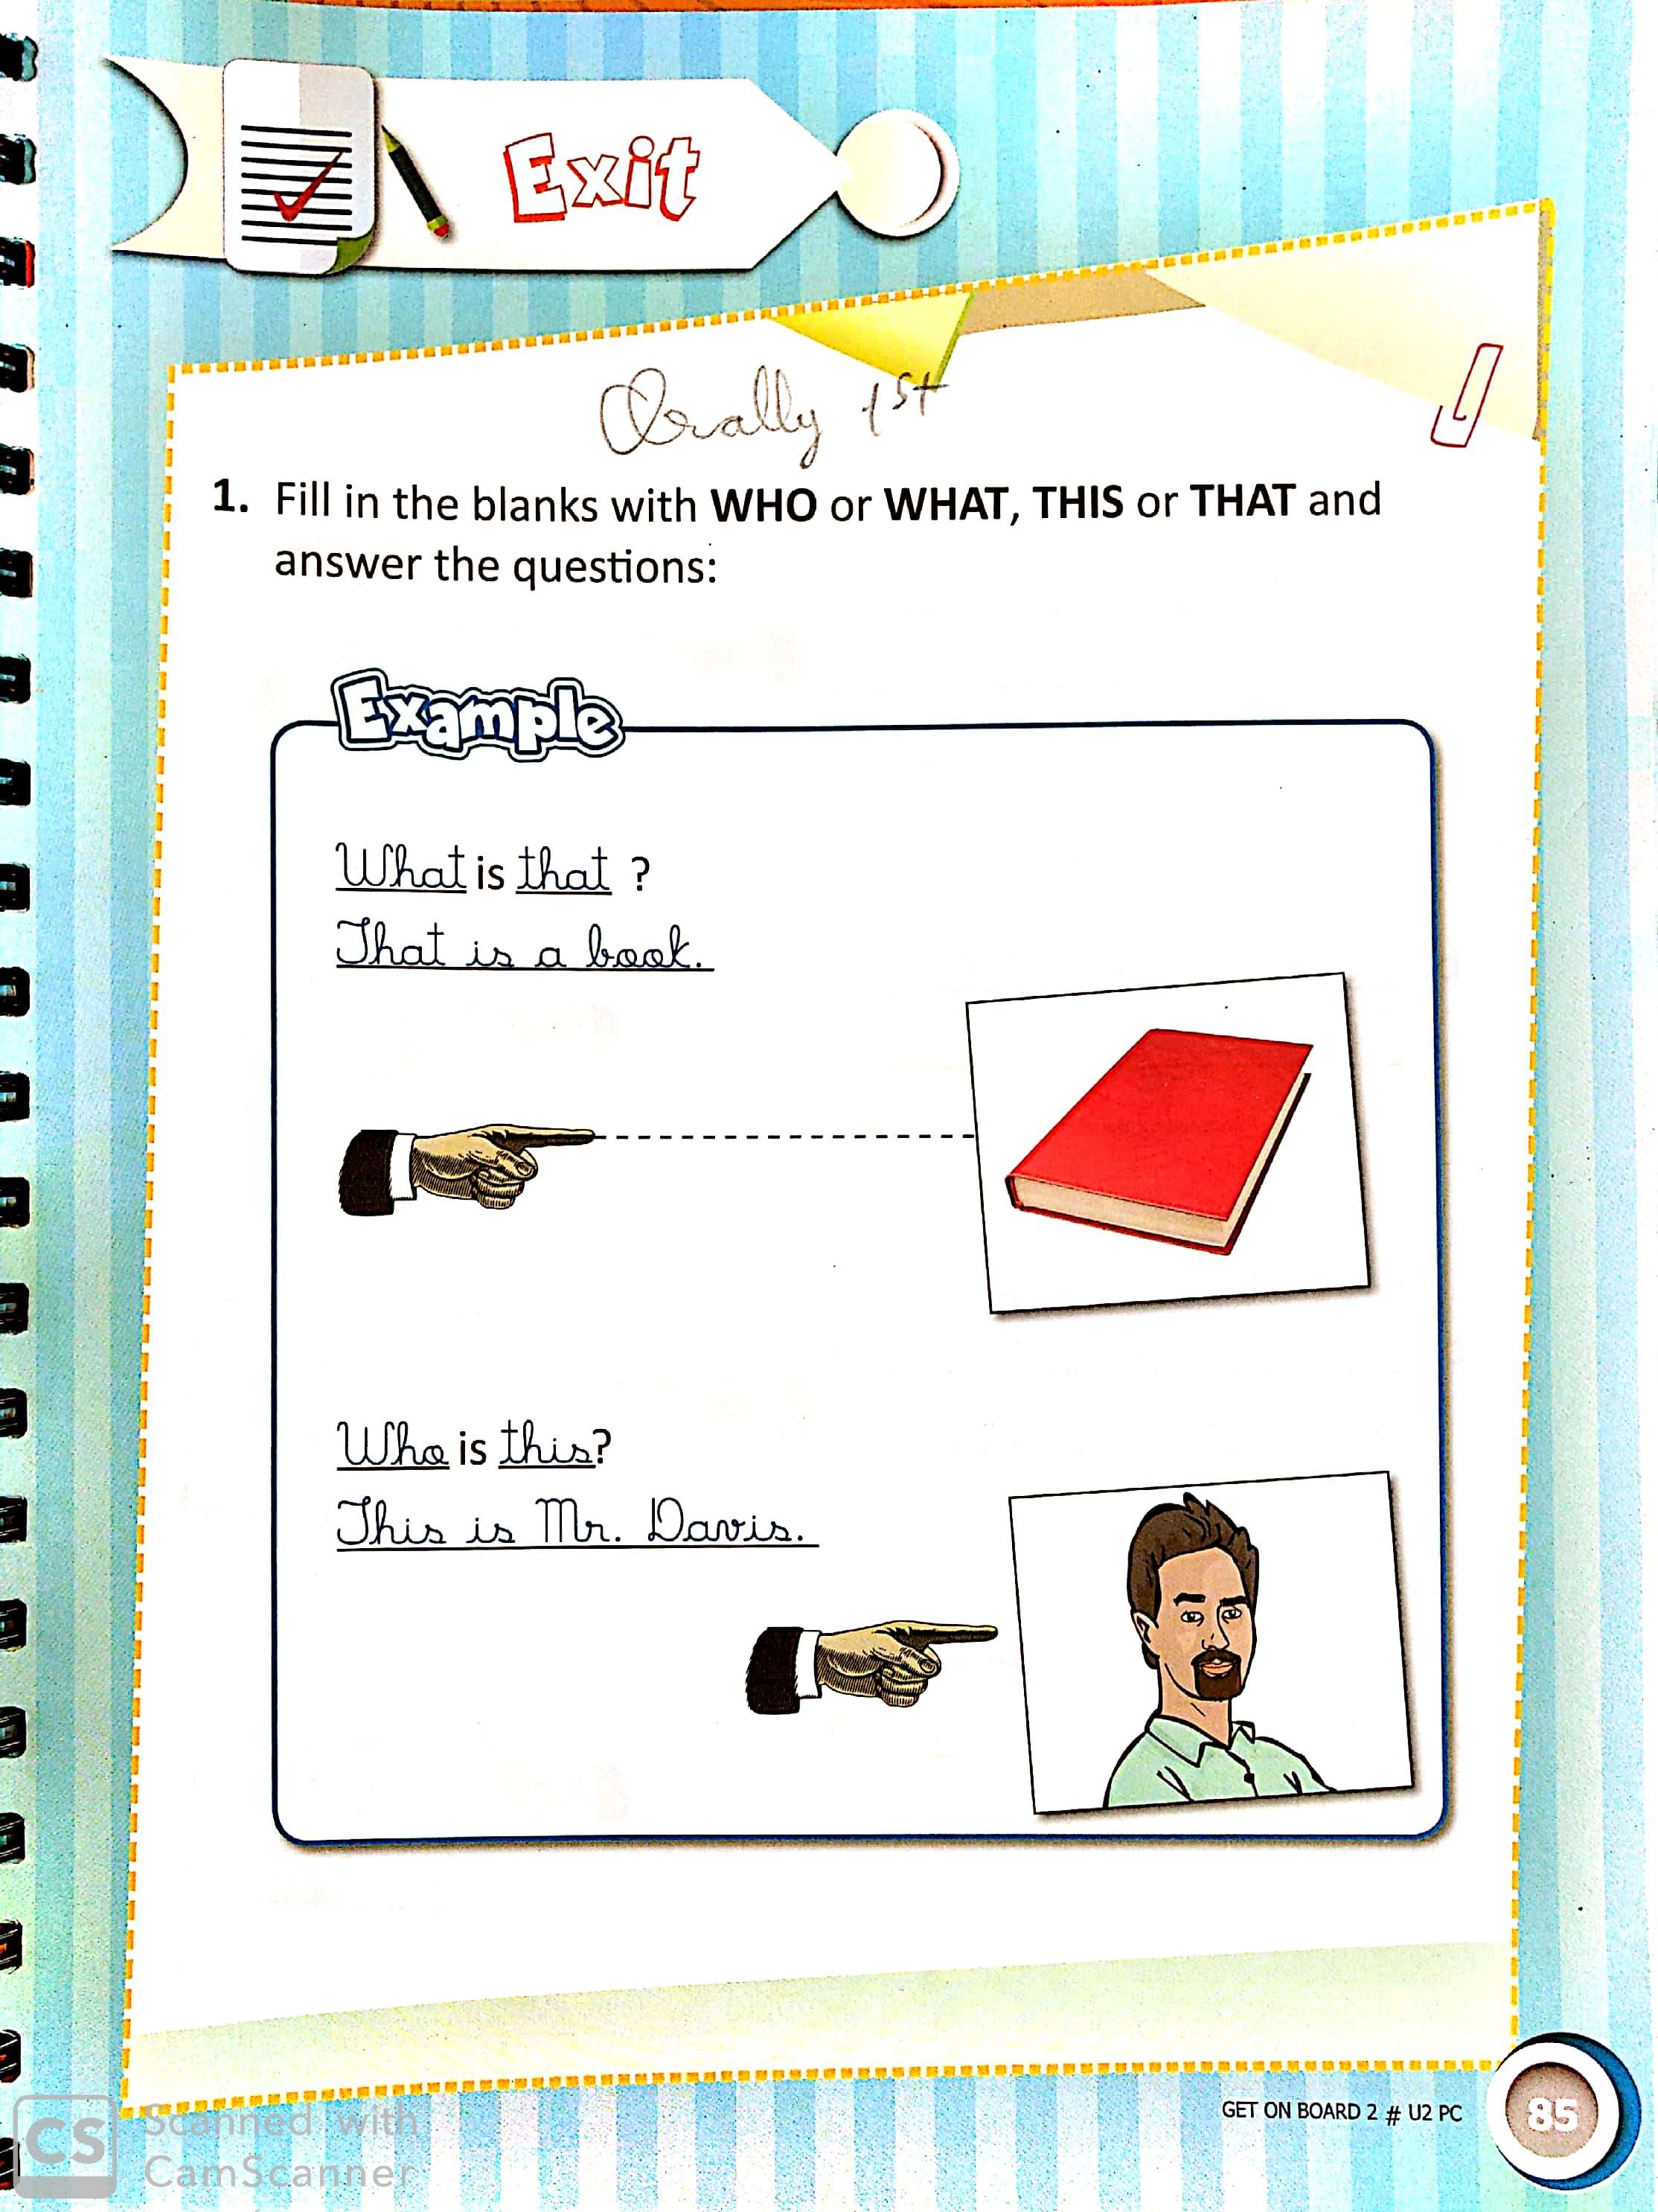 Exit
Orally 1st
1. Fill in the blanks with WHO or WHAT, THIS or THAT and
answer the questions:
Example
What is that ?
That is a book.
Who is this?
This is Mr. Davis.
GET ON BOARD 2 # U2 PC
85
CS
Scanned with
CamScanner